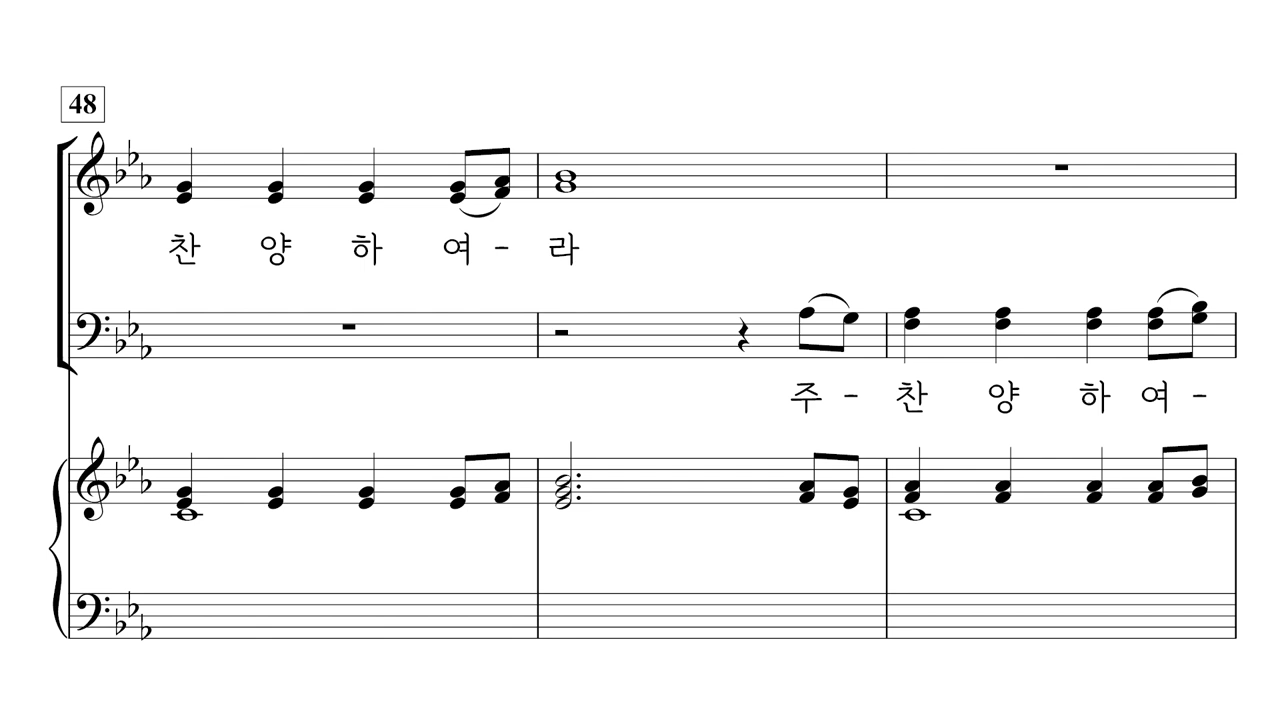 48
찬 양 하 여 - 라
주 - 찬 양 하 여 -